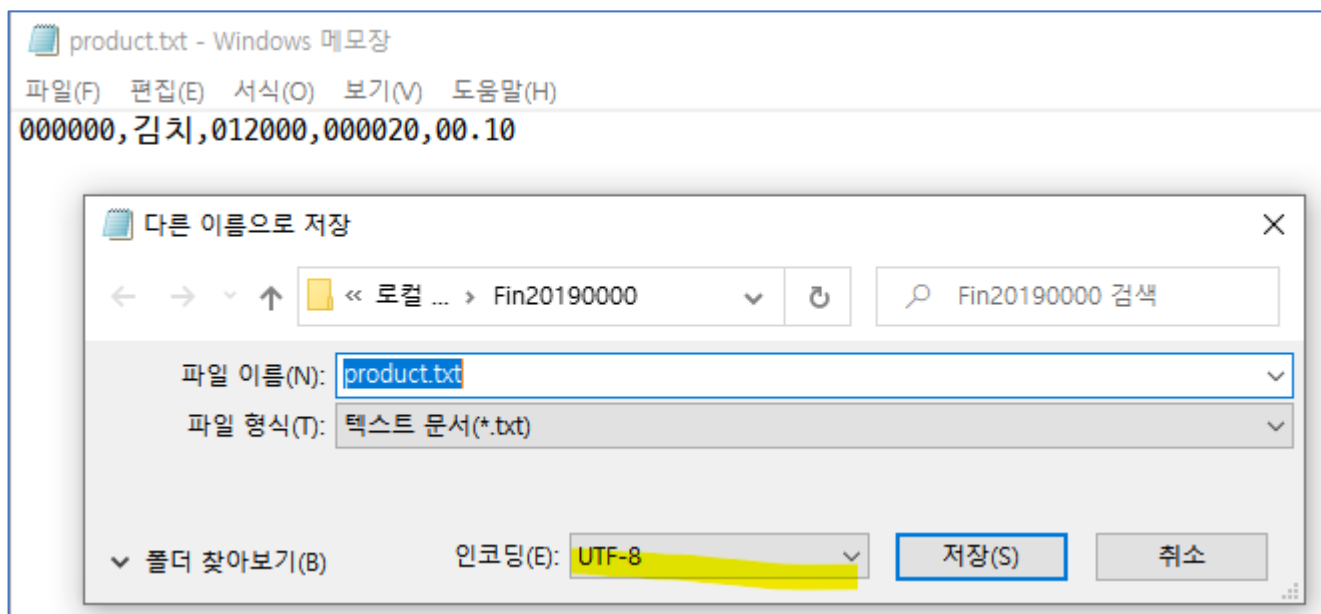 product.txt - Windows 메모장
파일(F) 편집(E) 서식(O) 보기(V) 도움말(H)
000000,김치,012000,000020,00.10
다른 이름으로 저장
« 로컬 ... › Fin20190000
Fin20190000 검색
파일 이름(N): product.txt
파일 형식(T): 텍스트 문서(*.txt)
폴더 찾아보기(B)
인코딩(E): UTF-8
저장(S)
취소